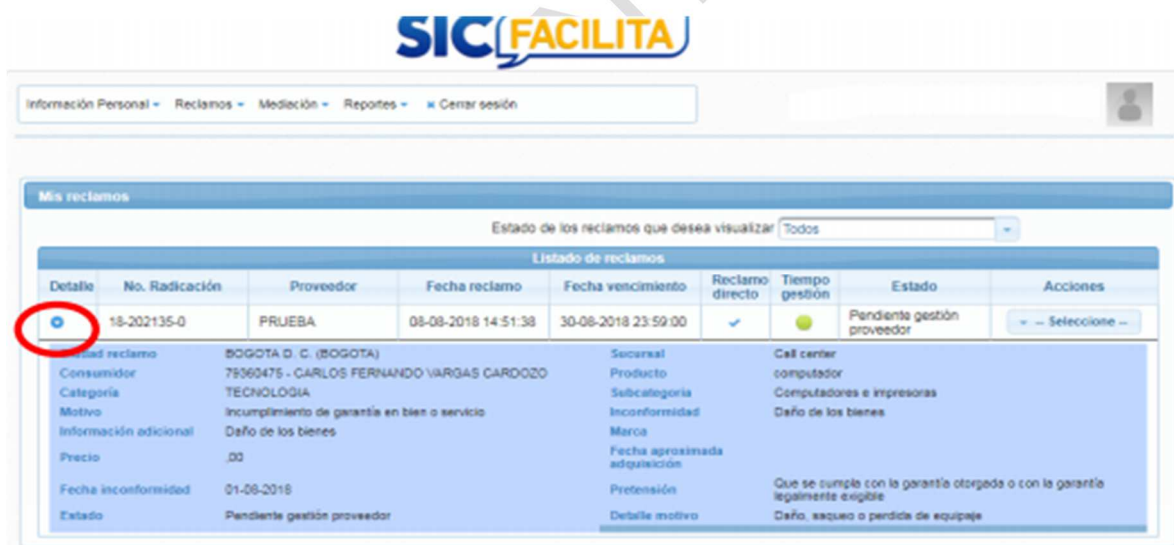 SIC FACILITA
Información Personal Reclamos Mediación Reportes Cerrar sesión
Mis reclamos
Estado de los reclamos que desea visualizar Todos
Listado de reclamos
Detalle No. Radicación Proveedor Fecha reclamo Fecha vencimiento Reclamo directo Tiempo gestión Estado Acciones
18-202135-0 PRUEBA 08-08-2018 14:51:38 30-08-2018 23:59:00 Pendiente gestión proveedor -- Seleccione --
reclamo BOGOTA D. C. (BOGOTA) Sucursal Call center
Consumidor 79360475 - CARLOS FERNANDO VARGAS CARDOZO Producto computador
Categoría TECNOLOGIA Subcategoría Computadores e impresoras
Motivo Incumplimiento de garantía en bien o servicio Inconformidad Daño de los bienes
Información adicional Daño de los bienes Marca
Precio ,00 Fecha aproximada adquisición
Fecha inconformidad 01-08-2018 Pretensión Que se cumpla con la garantía otorgada o con la garantía legalmente exigible
Estado Pendiente gestión proveedor Detalle motivo Daño, saqueo o perdida de equipaje